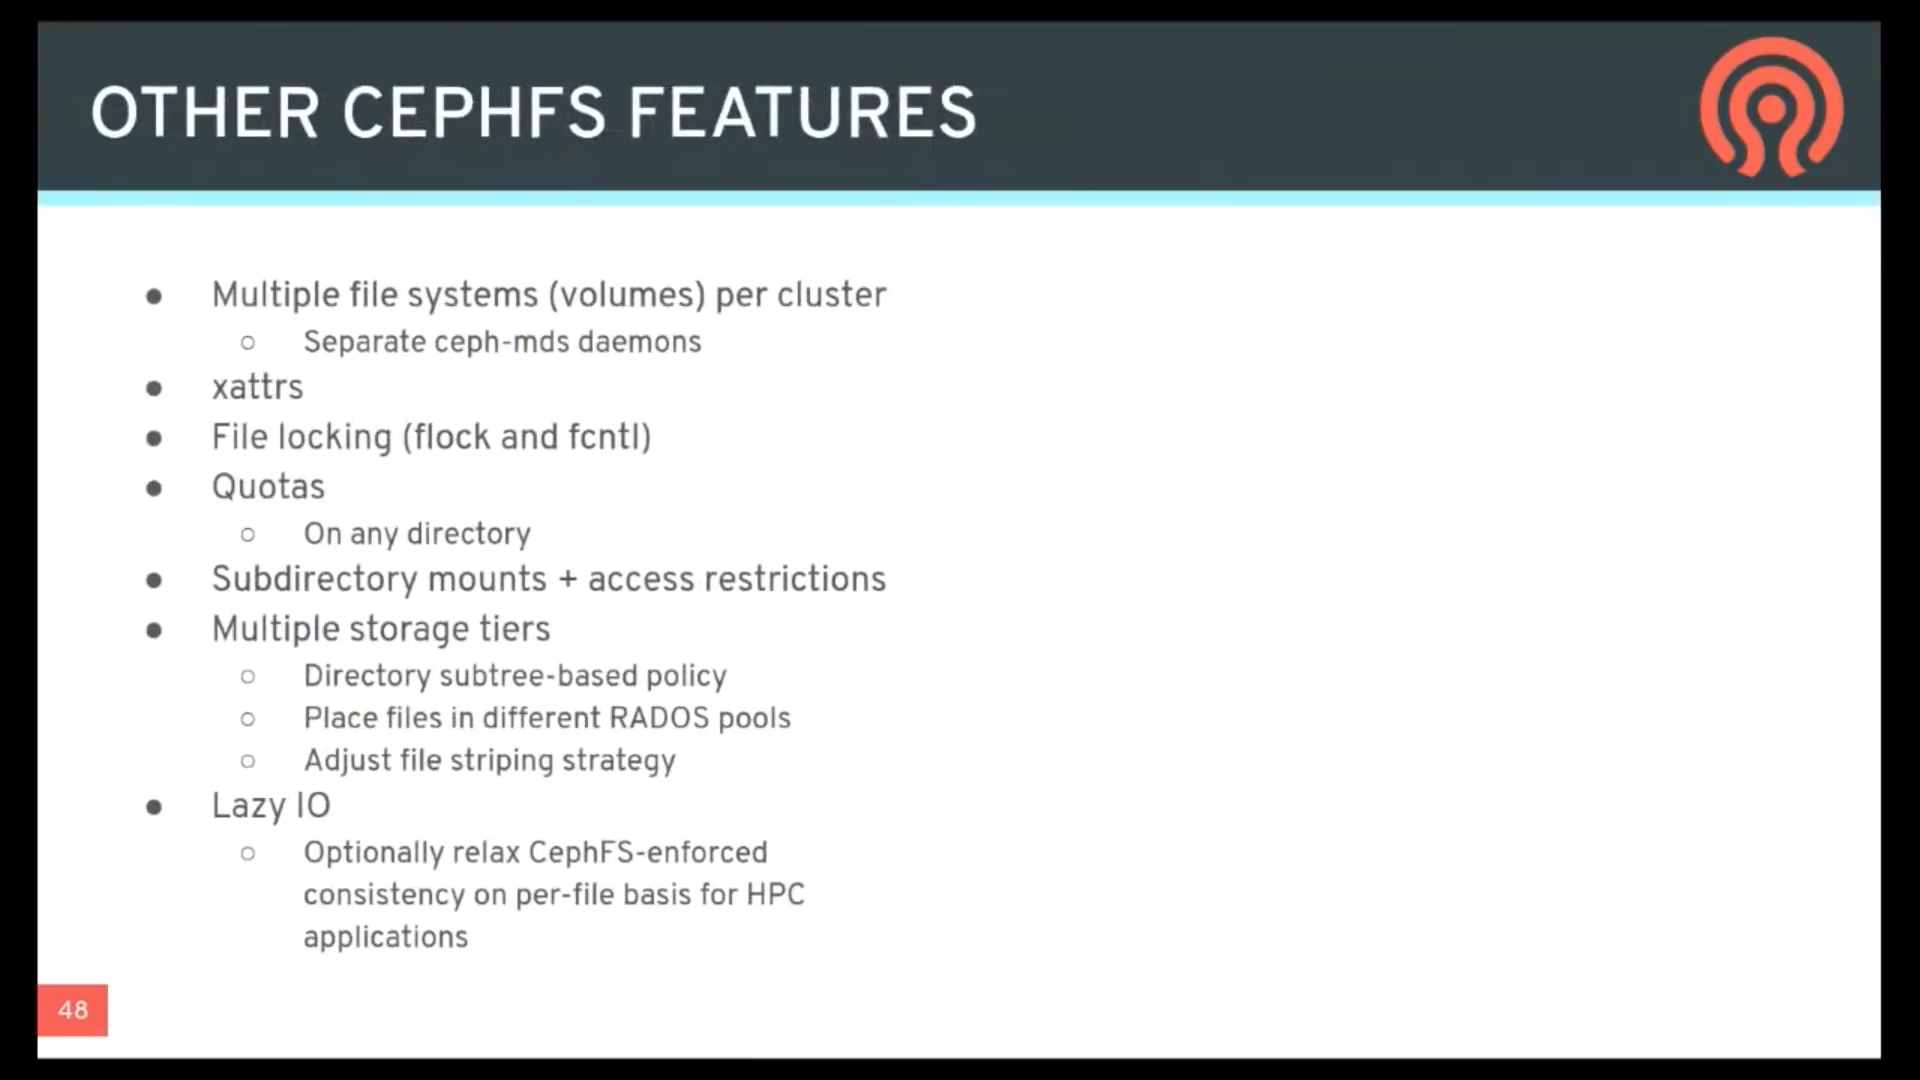 OTHER CEPHFS FEATURES
● Multiple file systems (volumes) per cluster
○ Separate ceph-mds daemons
● xattrs
● File locking (flock and fcntl)
● Quotas
○ On any directory
● Subdirectory mounts + access restrictions
● Multiple storage tiers
○ Directory subtree-based policy
○ Place files in different RADOS pools
○ Adjust file striping strategy
● Lazy IO
○ Optionally relax CephFS-enforced
consistency on per-file basis for HPC
applications
48